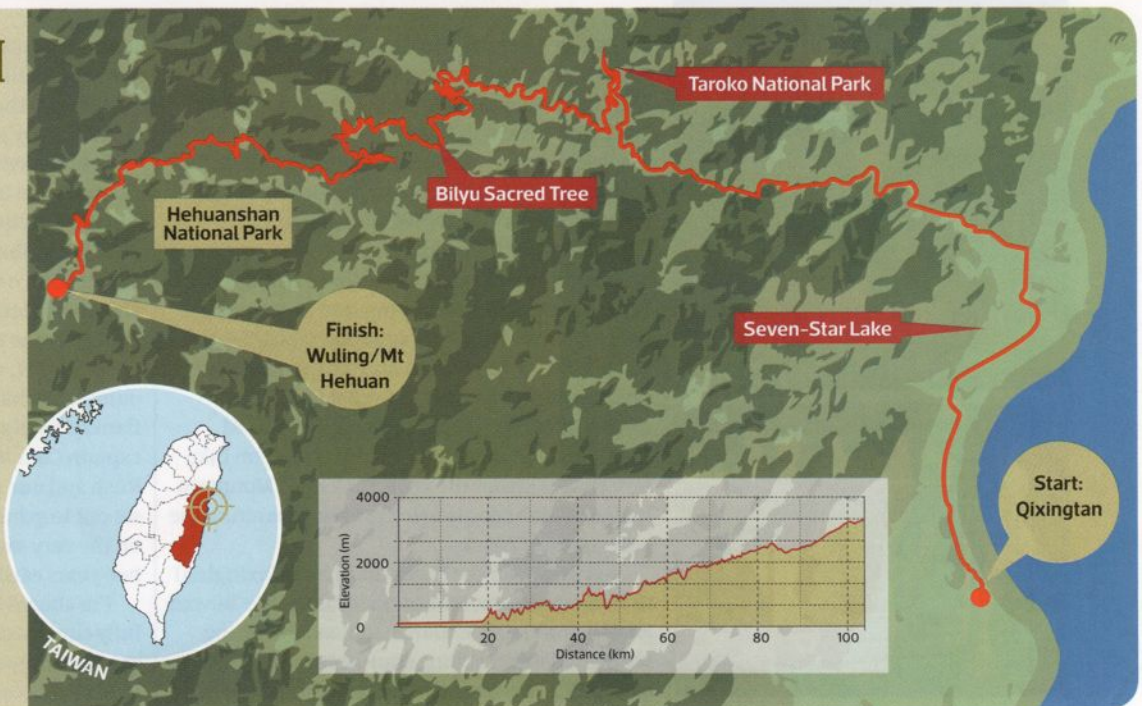 Taroko National Park
Bilyu Sacred Tree
Hehuanshan
National Park
Finish:
Wuling/Mt
Hehuan
Seven-Star Lake
Start:
Qixingtan
TAIWAN
4000
2000
0
Elevation (m)
20
40
60
80
100
Distance (km)